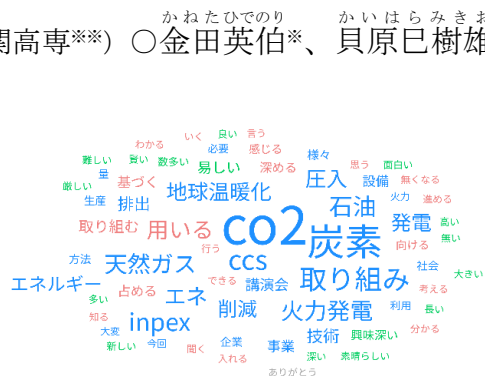 かねたひでのり かいはらみきお
関高専※※）○金田英伯※、貝原巳樹雄
わかる いく 良い 言う
難しい 賢い 数多い 必要 感じる 様々
量 易しい 深める 思う 面白い
厳しい 基づく 地球温暖化 圧入 設備 無くなる
生産 排出 石油 火力 進める
取り組む 用いる co2 炭素 発電 高い
行う 向ける 無い
方法 天然ガス ccs 社会
エネルギー 占める できる 講演会 取り組み 考える 大きい
多い エネ
知る inpex 削減 火力発電 利用 長い
大変 技術 興味深い 分かる
新しい 今回 聞く 企業 事業
入れる 深い 素晴らしい
ありがとう